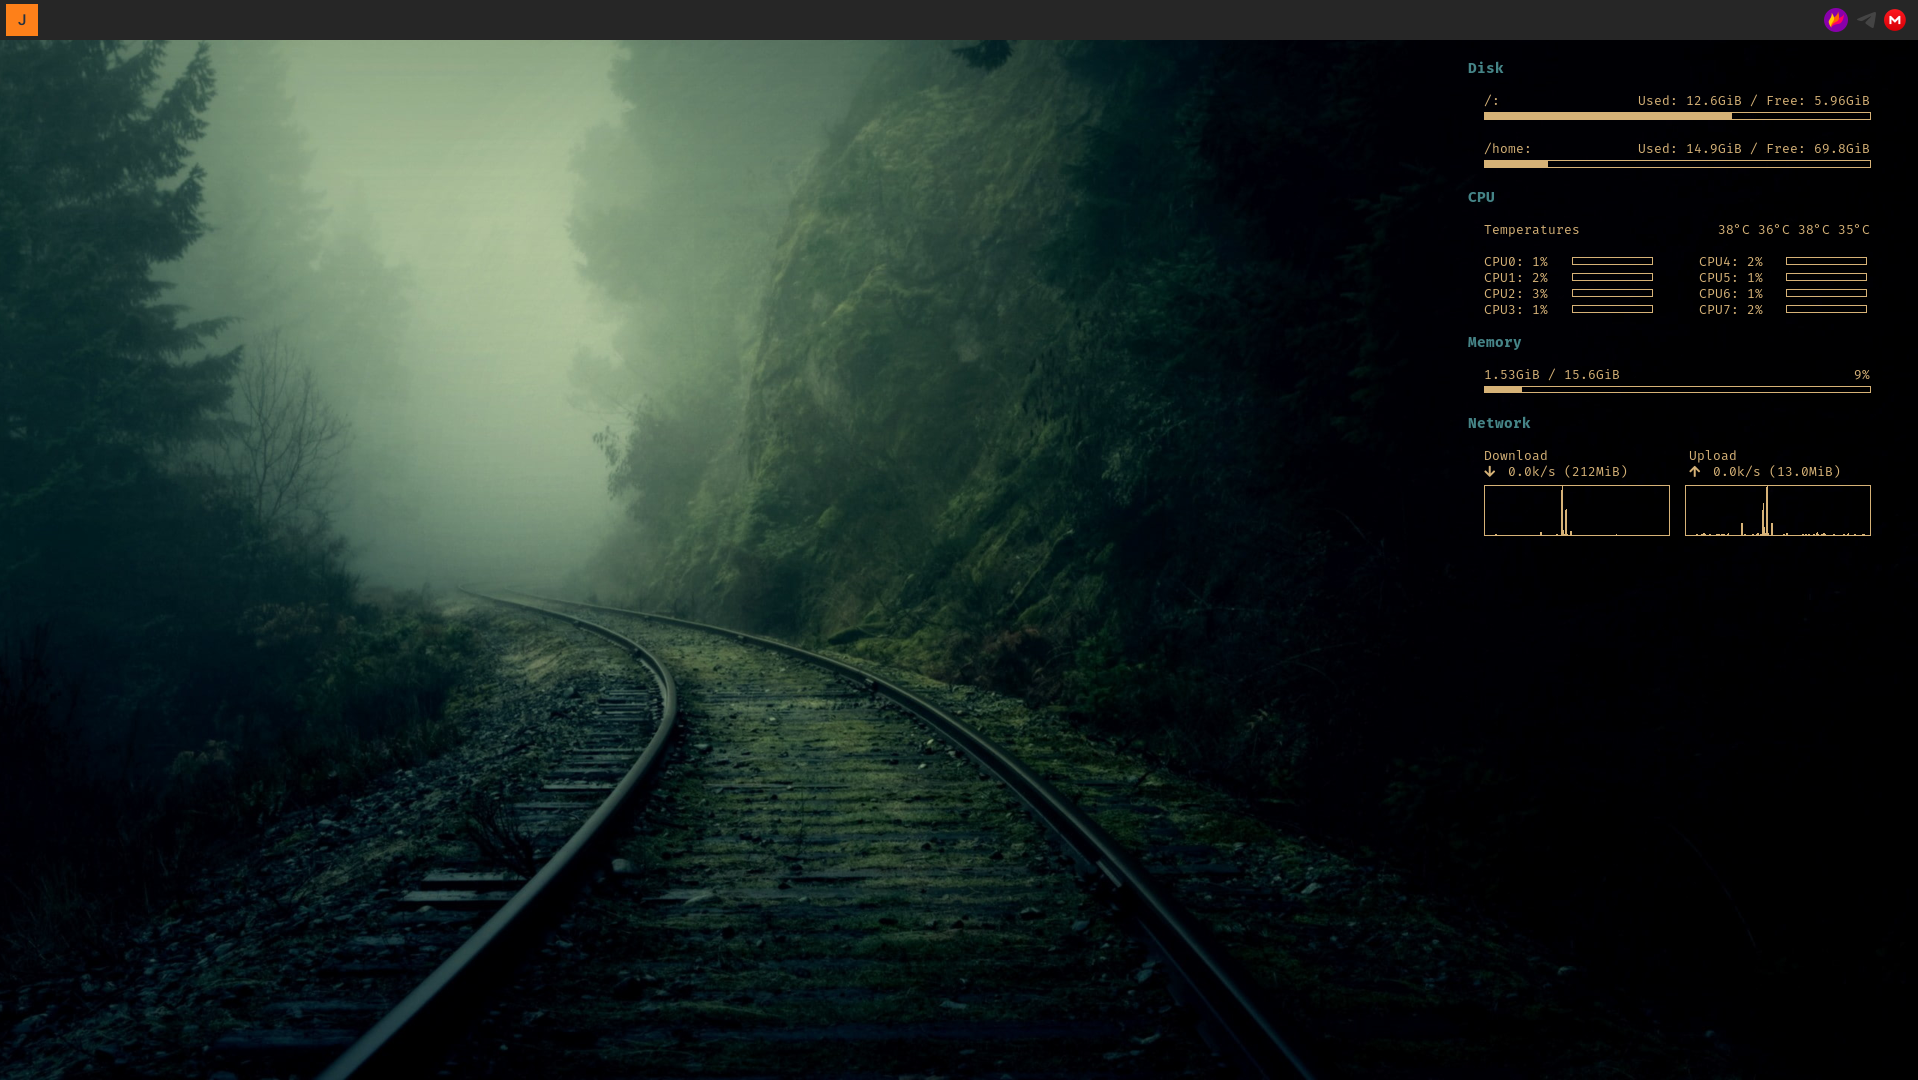 J
Disk
/: Used: 12.6GiB / Free: 5.96GiB
/home: Used: 14.9GiB / Free: 69.8GiB
CPU
Temperatures 38°C 36°C 38°C 35°C
CPU0: 1% CPU4: 2%
CPU1: 2% CPU5: 1%
CPU2: 3% CPU6: 1%
CPU3: 1% CPU7: 2%
Memory
1.53GiB / 15.6GiB 9%
Network
Download Upload
↓ 0.0k/s (212MiB) ↑ 0.0k/s (13.0MiB)